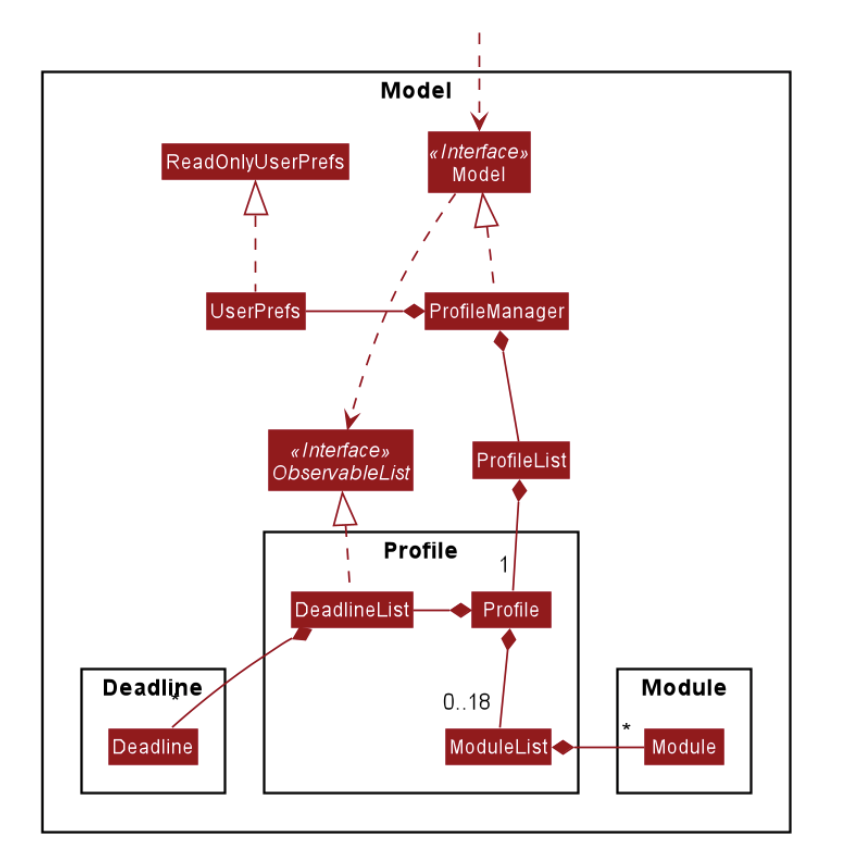 Model
ReadOnlyUserPrefs
«Interface»
Model
UserPrefs
ProfileManager
«Interface»
ObservableList
ProfileList
Profile
1
DeadlineList
Profile
Deadline
*
0..18
Module
*
Deadline
ModuleList
Module